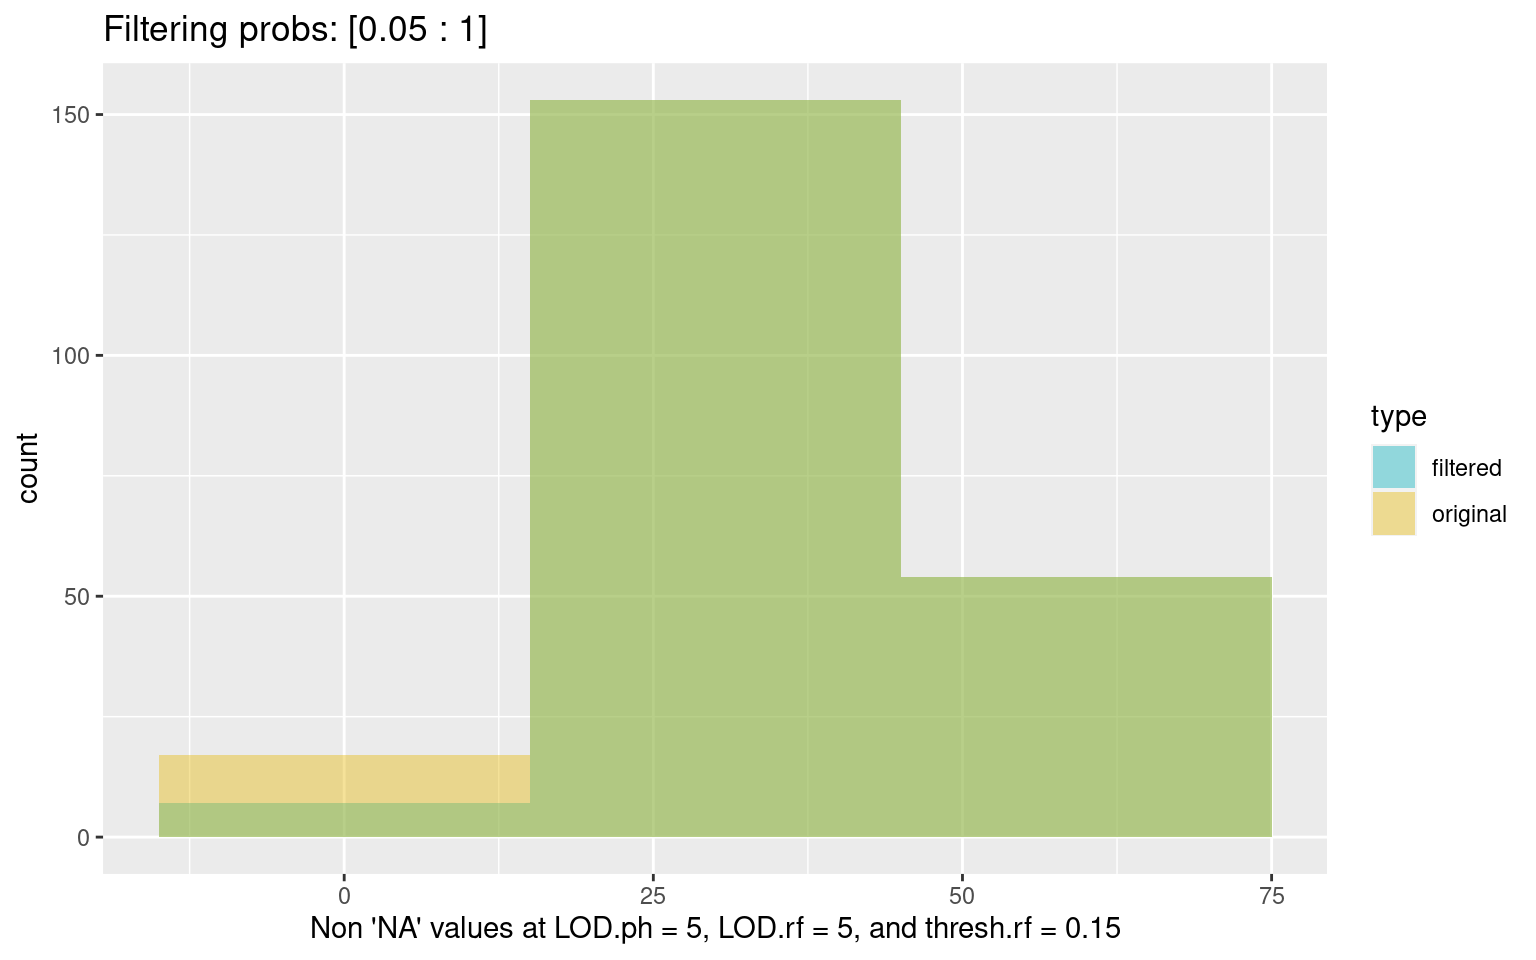 Filtering probs: [0.05 : 1]
150
100
50
0
count
0 25 50 75
Non 'NA' values at LOD.ph = 5, LOD.rf = 5, and thresh.rf = 0.15
type
filtered
original